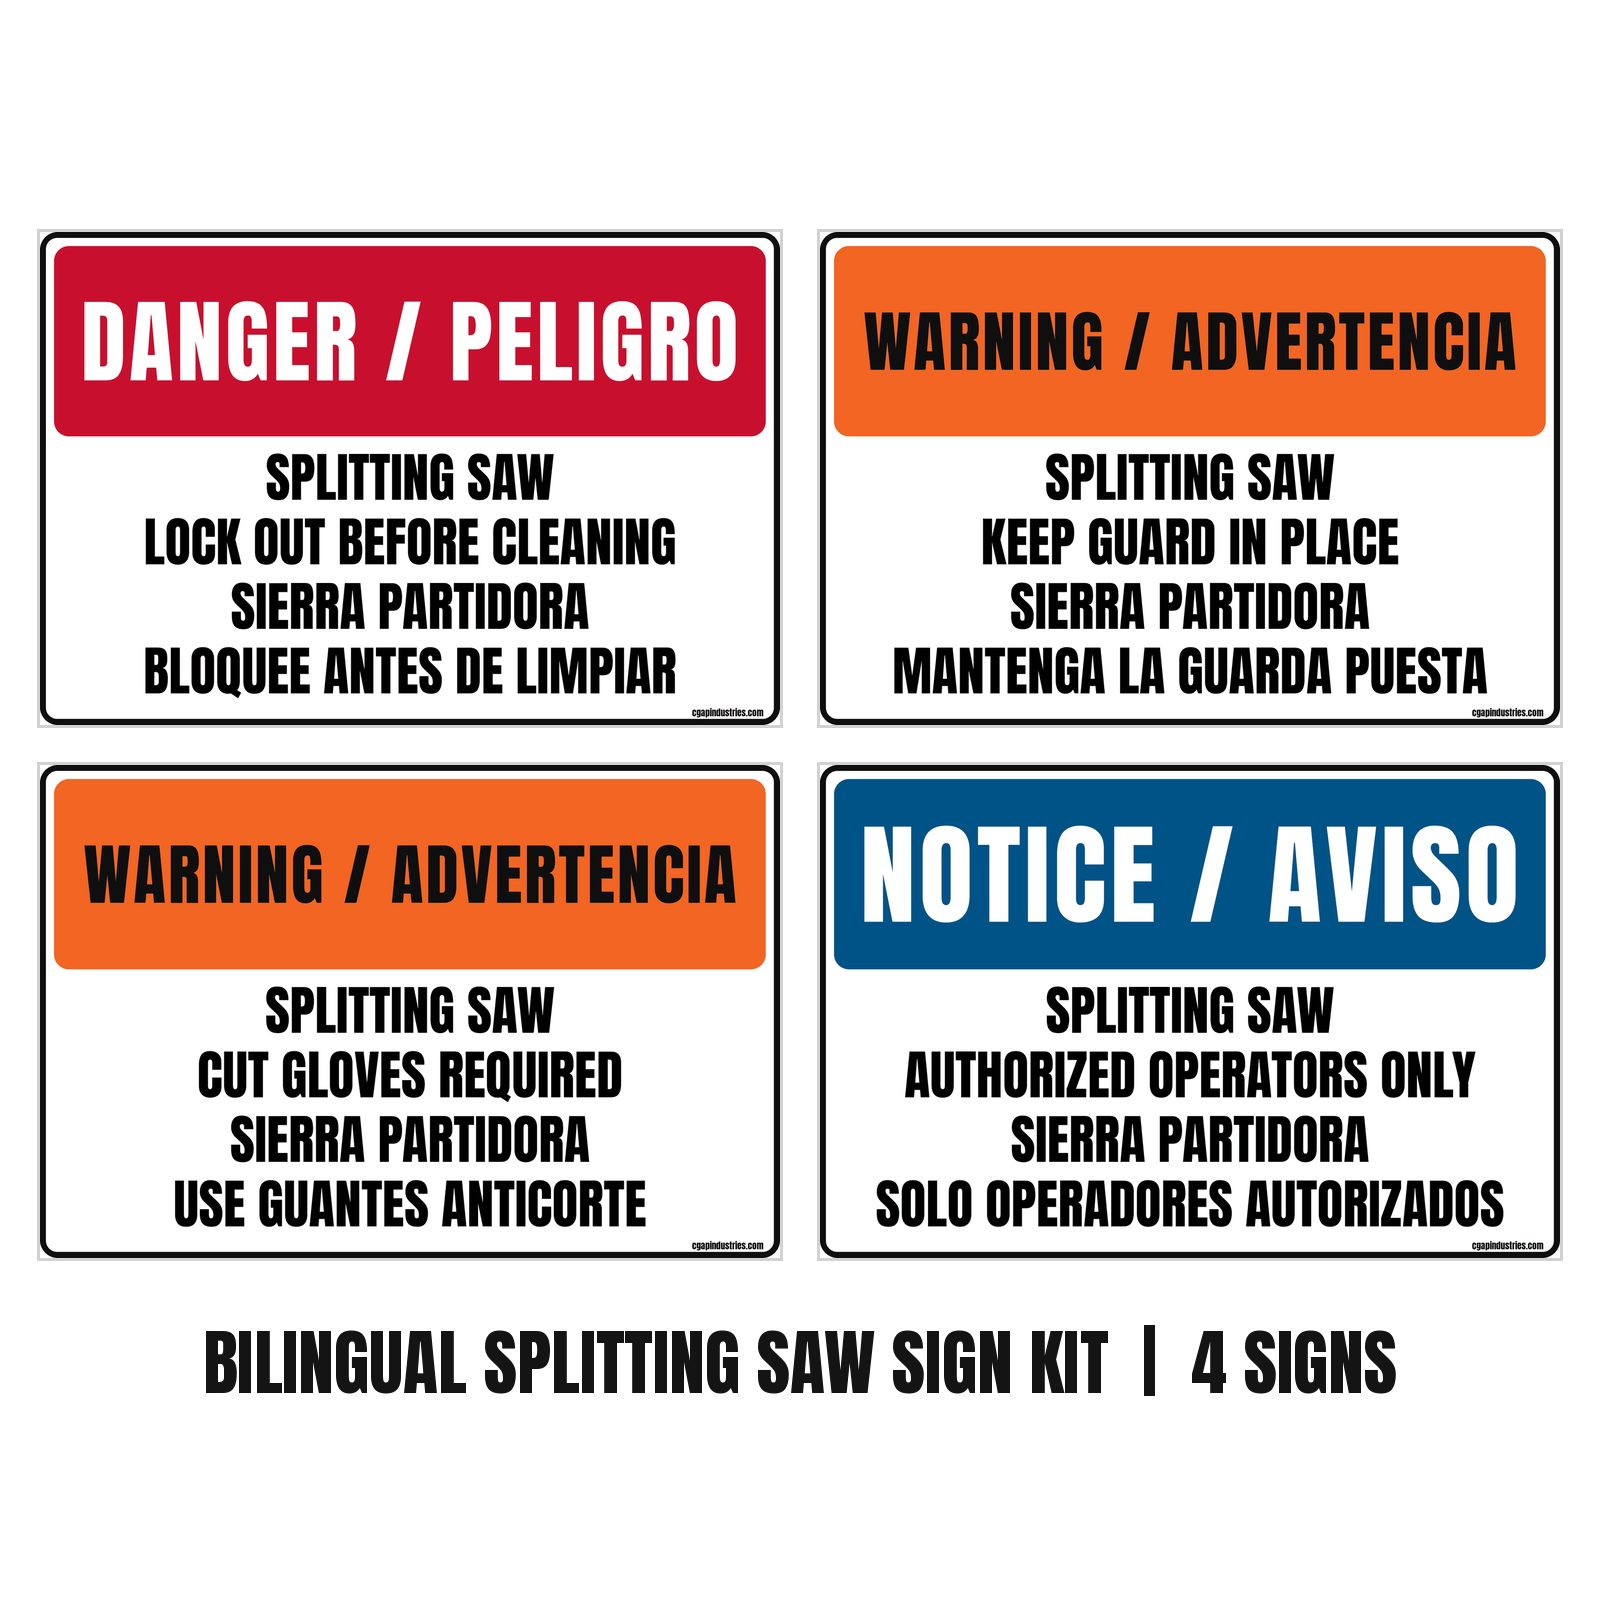 DANGER / PELIGRO
SPLITTING SAW
LOCK OUT BEFORE CLEANING
SIERRA PARTIDORA
BLOQUEE ANTES DE LIMPIAR
cgapindustries.com
WARNING / ADVERTENCIA
SPLITTING SAW
KEEP GUARD IN PLACE
SIERRA PARTIDORA
MANTENGA LA GUARDA PUESTA
cgapindustries.com
WARNING / ADVERTENCIA
SPLITTING SAW
CUT GLOVES REQUIRED
SIERRA PARTIDORA
USE GUANTES ANTICORTE
cgapindustries.com
NOTICE / AVISO
SPLITTING SAW
AUTHORIZED OPERATORS ONLY
SIERRA PARTIDORA
SOLO OPERADORES AUTORIZADOS
cgapindustries.com
BILINGUAL SPLITTING SAW SIGN KIT | 4 SIGNS